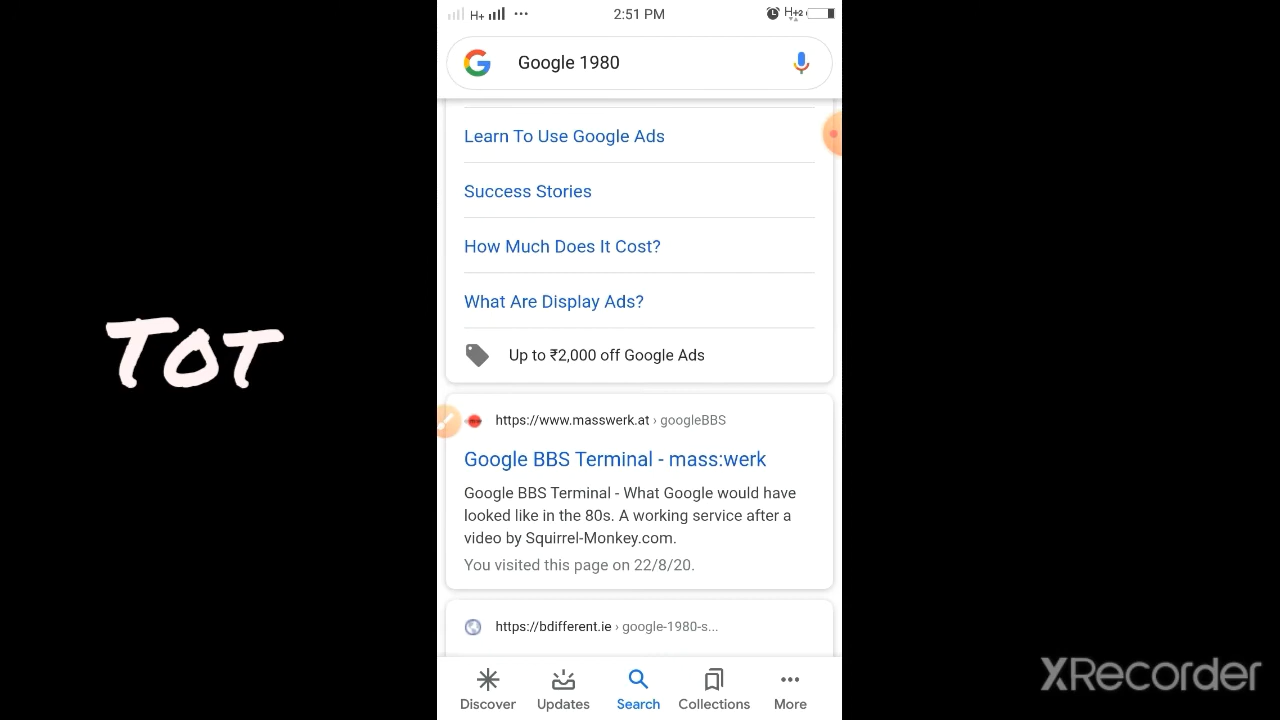 H+ ... 2:51 PM H+2
Google 1980
Learn To Use Google Ads
Success Stories
How Much Does It Cost?
What Are Display Ads?
Up to ₹2,000 off Google Ads
https://www.masswerk.at › googleBBS
Google BBS Terminal - mass:werk
Google BBS Terminal - What Google would have
looked like in the 80s. A working service after a
video by Squirrel-Monkey.com.
You visited this page on 22/8/20.
https://bdifferent.ie › google-1980-s...
Discover Updates Search Collections More
TOT
XRecorder